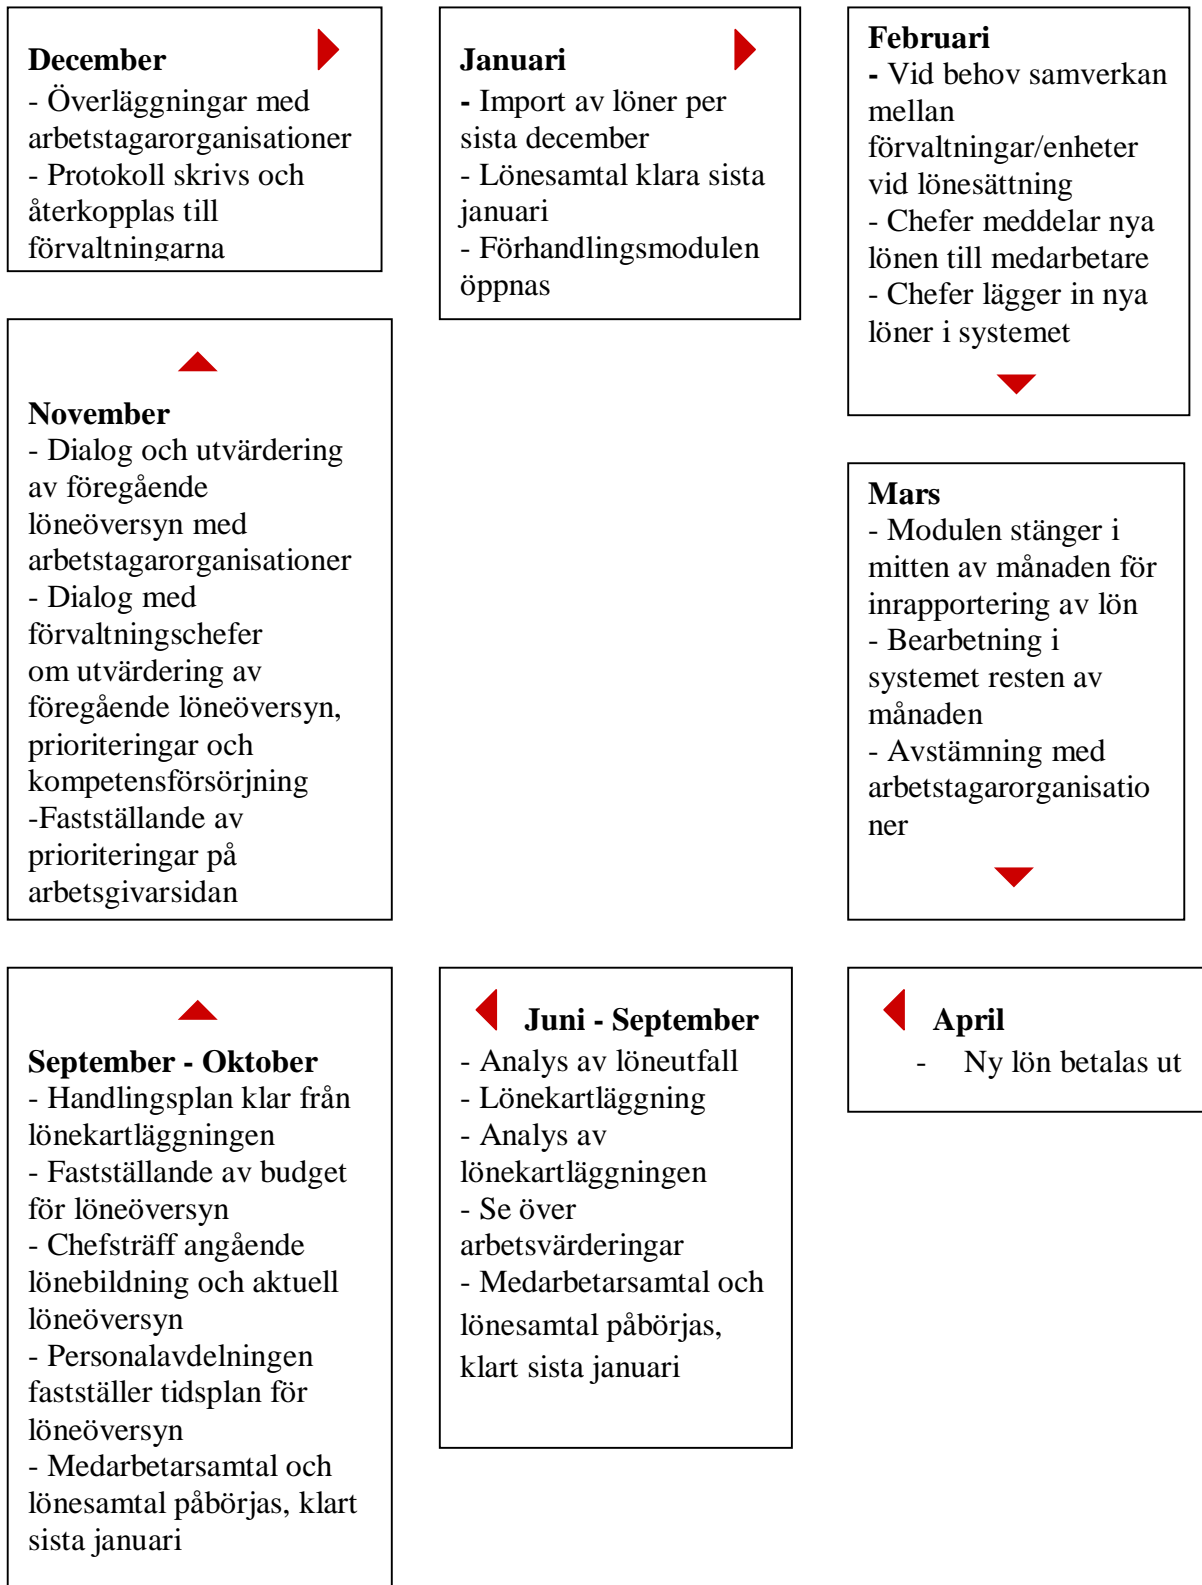 December
- Överläggningar med
arbetstagarorganisationer
- Protokoll skrivs och
återkopplas till
förvaltningarna
Januari
- Import av löner per
sista december
- Lönesamtal klara sista
januari
- Förhandlingsmodulen
öppnas
Februari
- Vid behov samverkan
mellan
förvaltningar/enheter
vid lönesättning
- Chefer meddelar nya
lönen till medarbetare
- Chefer lägger in nya
löner i systemet
November
- Dialog och utvärdering
av föregående
löneöversyn med
arbetstagarorganisationer
- Dialog med
förvaltningschefer
om utvärdering av
föregående löneöversyn,
prioriteringar och
kompetensförsörjning
-Fastställande av
prioriteringar på
arbetsgivarsidan
Mars
- Modulen stänger i
mitten av månaden för
inrapportering av lön
- Bearbetning i
systemet resten av
månaden
- Avstämning med
arbetstagarorganisatio
ner
September - Oktober
- Handlingsplan klar från
lönekartläggningen
- Fastställande av budget
för löneöversyn
- Chefsträff angående
lönebildning och aktuell
löneöversyn
- Personalavdelningen
fastställer tidsplan för
löneöversyn
- Medarbetarsamtal och
lönesamtal påbörjas, klart
sista januari
Juni - September
- Analys av löneutfall
- Lönekartläggning
- Analys av
lönekartläggningen
- Se över
arbetsvärderingar
- Medarbetarsamtal och
lönesamtal påbörjas,
klart sista januari
April
- Ny lön betalas ut